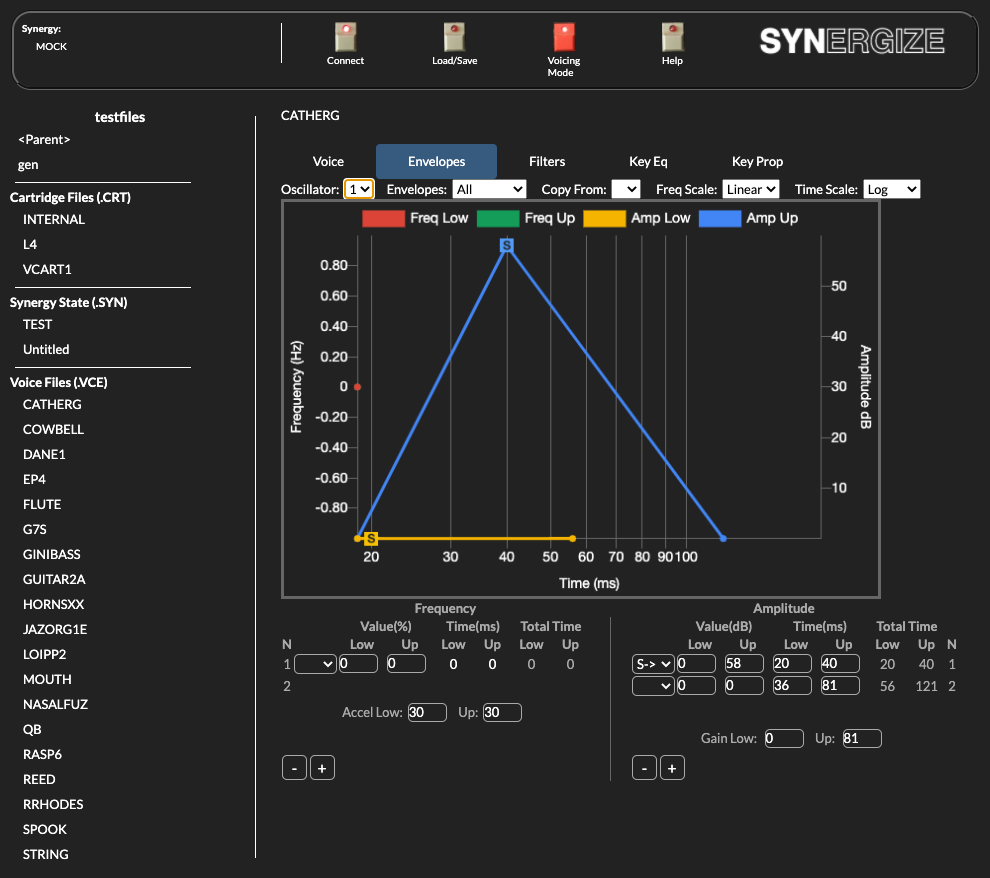 Synergy:
MOCK
Connect
Load/Save
Voicing
Mode
Help
SYNERGIZE
testfiles
<Parent>
gen
Cartridge Files (.CRT)
INTERNAL
L4
VCART1
Synergy State (.SYN)
TEST
Untitled
Voice Files (.VCE)
CATHERG
COWBELL
DANE1
EP4
FLUTE
G7S
GINIBASS
GUITAR2A
HORNSXX
JAZORG1E
LOIPP2
MOUTH
NASALFUZ
QB
RASP6
REED
RRHODES
SPOOK
STRING
CATHERG
Voice Envelopes Filters Key Eq Key Prop
Oscillator: 1 Envelopes: All Copy From: Freq Scale: Linear Time Scale: Log
Freq Low Freq Up Amp Low Amp Up
S
0.80
0.60
0.40
0.20
0
-0.20
-0.40
-0.60
-0.80
Frequency (Hz)
50
40
30
20
10
Amplitude dB
S
20 30 40 50 60 70 80 90 100
Time (ms)
Frequency
Value(%) Time(ms) Total Time
N Low Up Low Up Low Up
1 0 0 0 0 0 0
2
Accel Low: 30 Up: 30
- +
Amplitude
Value(dB) Time(ms) Total Time
Low Up Low Up Low Up N
S-> 0 58 20 40 20 40 1
0 0 36 81 56 121 2
Gain Low: 0 Up: 81
- +